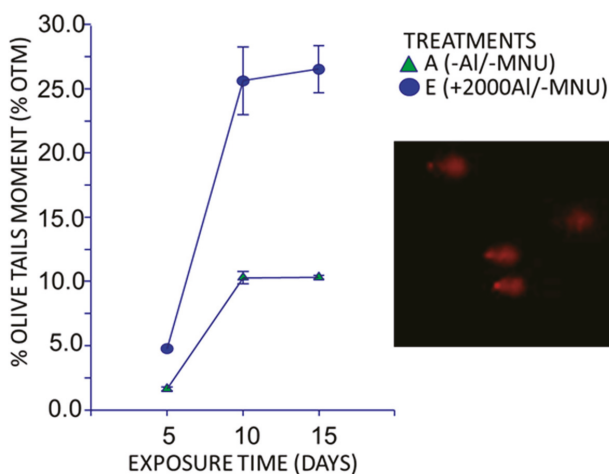 % OLIVE TAILS MOMENT (% OTM)
30.0
25.0
20.0
15.0
10.0
5.0
0.0
5 10 15
EXPOSURE TIME (DAYS)
TREATMENTS
A (-Al/-MNU)
E (+2000Al/-MNU)